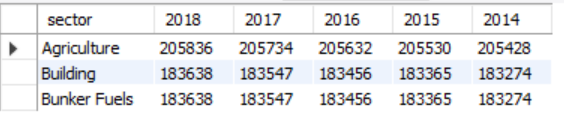 sector 2018 2017 2016 2015 2014
Agriculture 205836 205734 205632 205530 205428
Building 183638 183547 183456 183365 183274
Bunker Fuels 183638 183547 183456 183365 183274